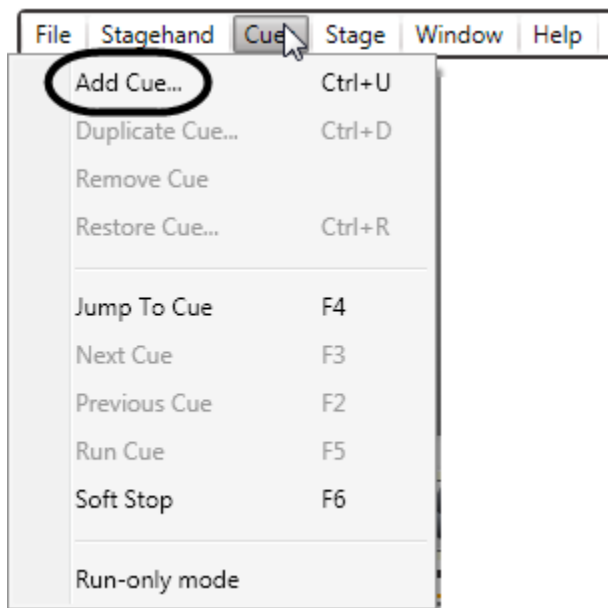 File Stagehand Cue Stage Window Help
Add Cue... Ctrl+U
Duplicate Cue... Ctrl+D
Remove Cue
Restore Cue... Ctrl+R
Jump To Cue F4
Next Cue F3
Previous Cue F2
Run Cue F5
Soft Stop F6
Run-only mode